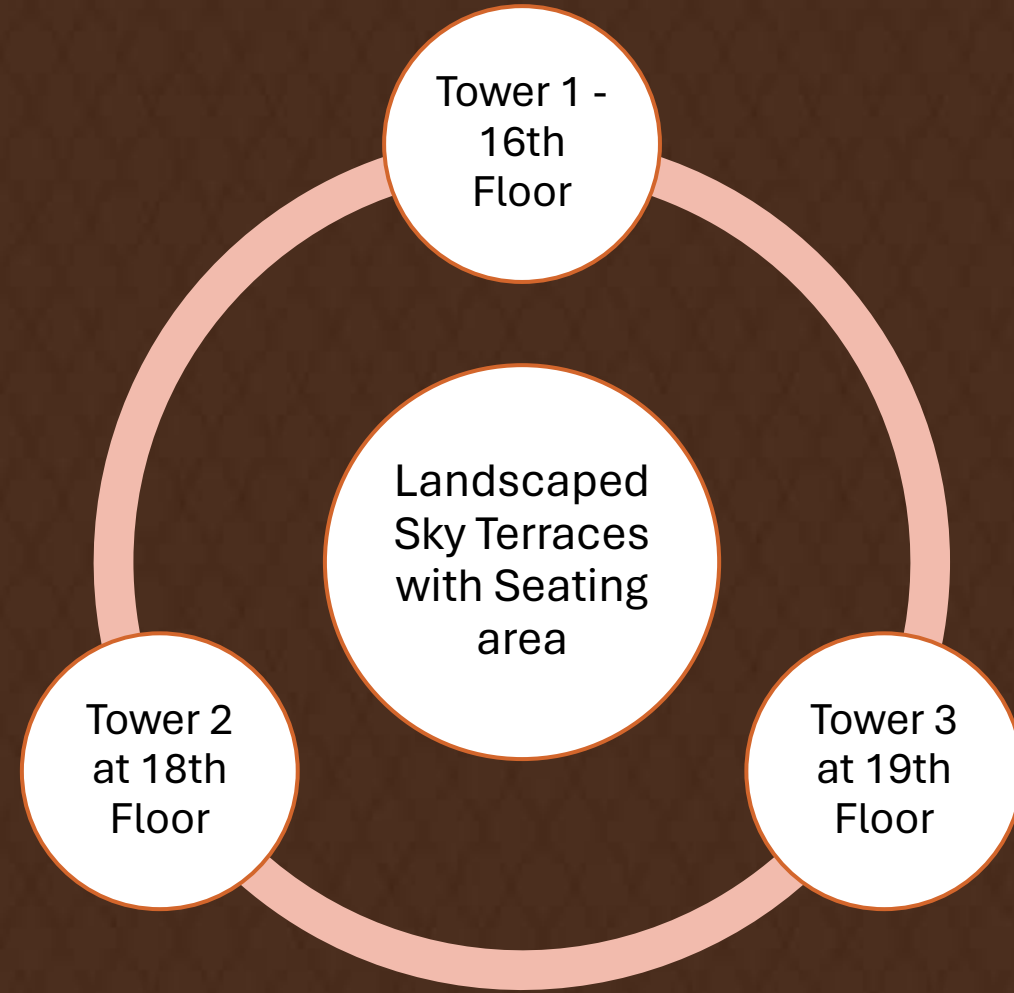 Tower 1 -
16th
Floor
Landscaped
Sky Terraces
with Seating
area
Tower 2
at 18th
Floor
Tower 3
at 19th
Floor